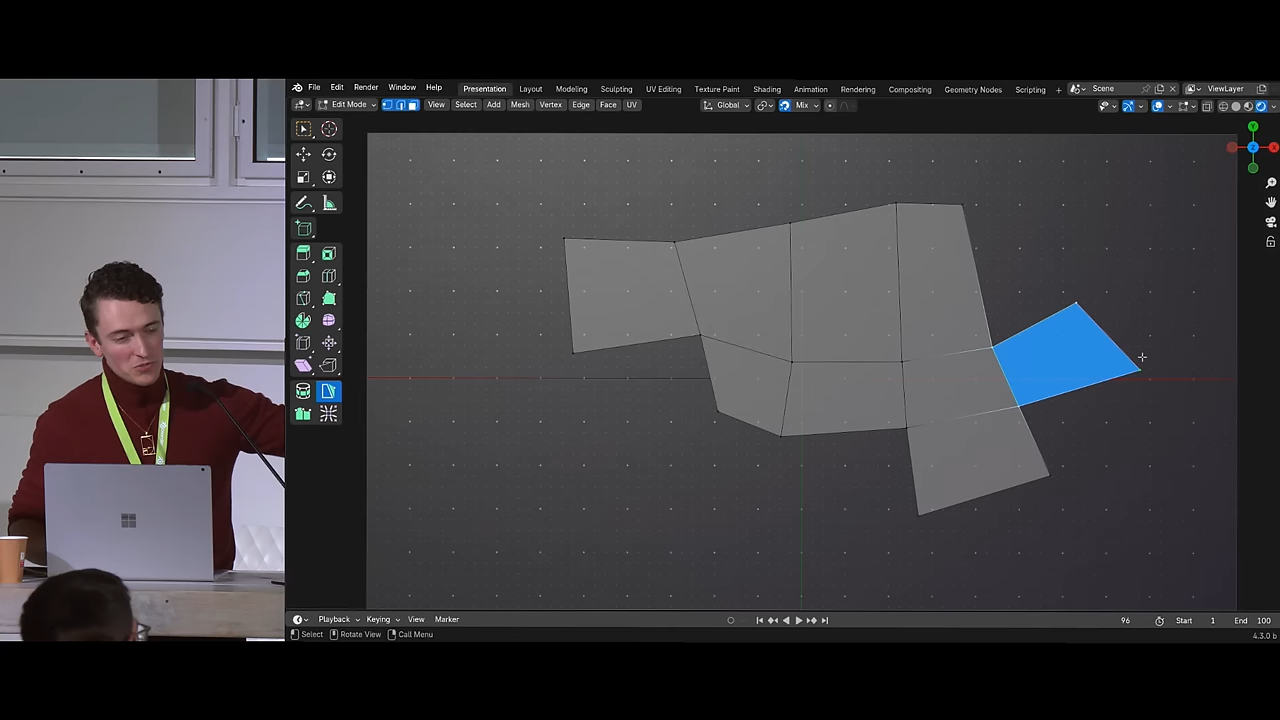 File Edit Render Window Help Presentation Layout Modeling Sculpting UV Editing Texture Paint Shading Animation Rendering Compositing Geometry Nodes Scripting + Scene ViewLayer
Edit Mode View Select Add Mesh Vertex Edge Face UV Global Mix
Y
Z X
Playback Keying View Marker 96 Start 1 End 100
Select Rotate View Call Menu 4.3.0 b